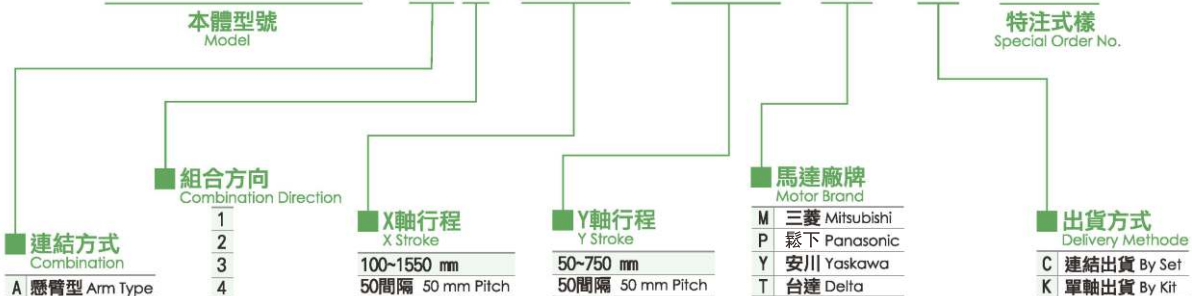 本體型號
Model
特注式樣
Special Order No.
組合方向
Combination Direction
1
2
3
4
連結方式
Combination
A 懸臂型 Arm Type
X軸行程
X Stroke
100~1550 mm
50間隔 50 mm Pitch
Y軸行程
Y Stroke
50~750 mm
50間隔 50 mm Pitch
馬達廠牌
Motor Brand
M 三菱 Mitsubishi
P 鬆下 Panasonic
Y 安川 Yaskawa
T 台達 Delta
出貨方式
Delivery Methode
C 連結出貨 By Set
K 單軸出貨 By Kit